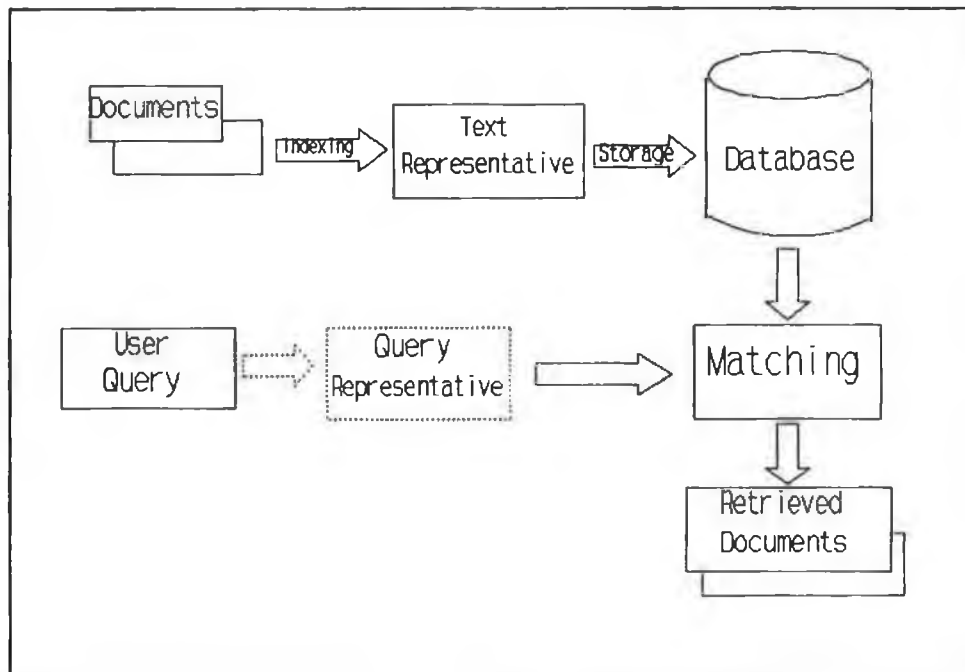 Documents
Indexing
Text
Representative
Storage
Database
User
Query
Query
Representative
Matching
Retrieved
Documents